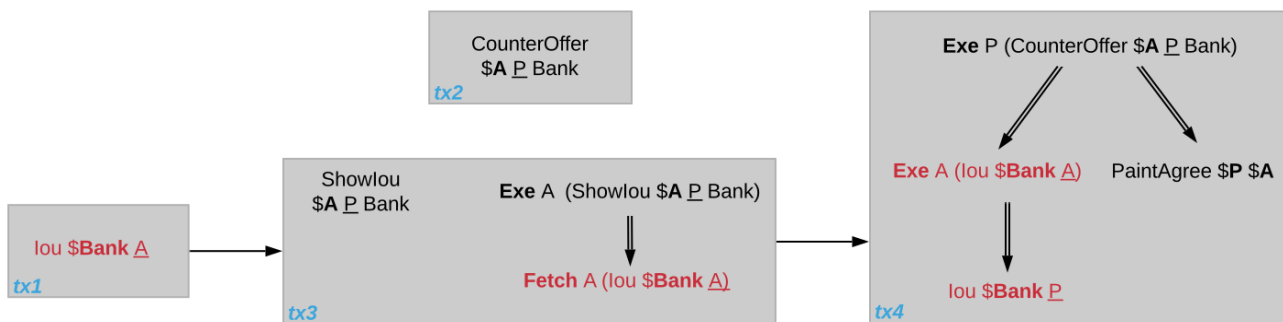 CounterOffer
$A P Bank
tx2
Exe P (CounterOffer $A P Bank)
Exe A (Iou $Bank A)
PaintAgree $P $A
Iou $Bank P
tx4
ShowIou
$A P Bank
Exe A (ShowIou $A P Bank)
Fetch A (Iou $Bank A)
tx3
Iou $Bank A
tx1